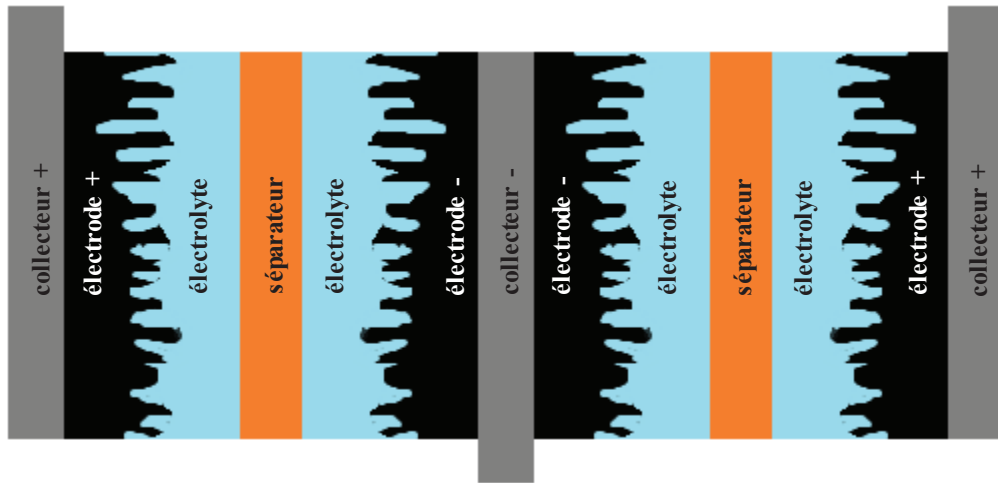 collecteur +
électrode +
électrolyte
séparateur
électrolyte
électrode -
collecteur -
électrode -
électrolyte
séparateur
électrolyte
électrode +
collecteur +